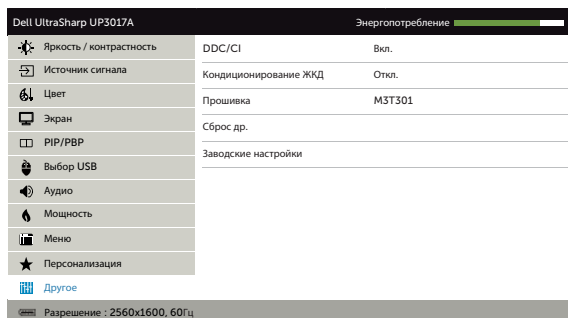 Dell UltraSharp UP3017A
Энергопотребление
Яркость / контрастность
Источник сигнала
Цвет
Экран
PIP/PBP
Выбор USB
Аудио
Мощность
Меню
Персонализация
Другое
DDC/CI Вкл.
Кондиционирование ЖКД Откл.
Прошивка M3T301
Сброс др.
Заводские настройки
Разрешение : 2560x1600, 60Гц